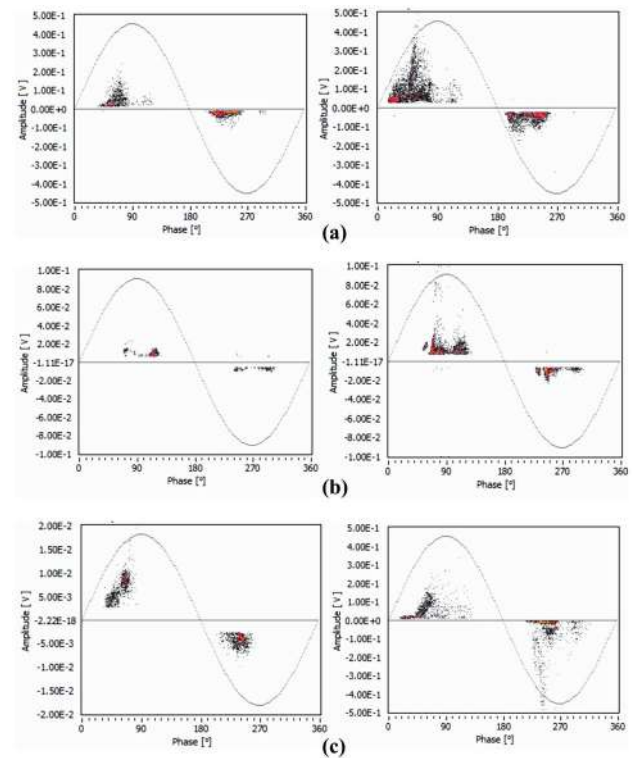 5.00E-1
4.00E-1
3.00E-1
2.00E-1
1.00E-1
0.00E+0
-1.00E-1
-2.00E-1
-3.00E-1
-4.00E-1
5.00E-1
Amplitude [ V ]
0 90 180 270 360
Phase [°]
5.00E-1
4.00E-1
3.00E-1
2.00E-1
1.00E-1
0.00E+0
-1.00E-1
-2.00E-1
-3.00E-1
-4.00E-1
5.00E-1
Amplitude [ V ]
0 90 180 270 360
Phase [°]
(a)
1.00E-1
8.00E-2
6.00E-2
4.00E-2
2.00E-2
-1.11E-17
-2.00E-2
-4.00E-2
-6.00E-2
-8.00E-2
-1.00E-1
Amplitude [ V ]
0 90 180 270 360
Phase [°]
1.00E-1
8.00E-2
6.00E-2
4.00E-2
2.00E-2
-1.11E-17
-2.00E-2
-4.00E-2
-6.00E-2
-8.00E-2
-1.00E-1
Amplitude [ V ]
0 90 180 270 360
Phase [°]
(b)
2.00E-2
1.50E-2
1.00E-2
5.00E-3
-2.22E-18
-5.00E-3
-1.00E-2
-1.50E-2
2.00E-2
Amplitude [ V ]
0 90 180 270 360
Phase [°]
5.00E-1
4.00E-1
3.00E-1
2.00E-1
1.00E-1
0.00E+0
-1.00E-1
-2.00E-1
-3.00E-1
-4.00E-1
5.00E-1
Amplitude [ V ]
0 90 180 270 360
Phase [°]
(c)